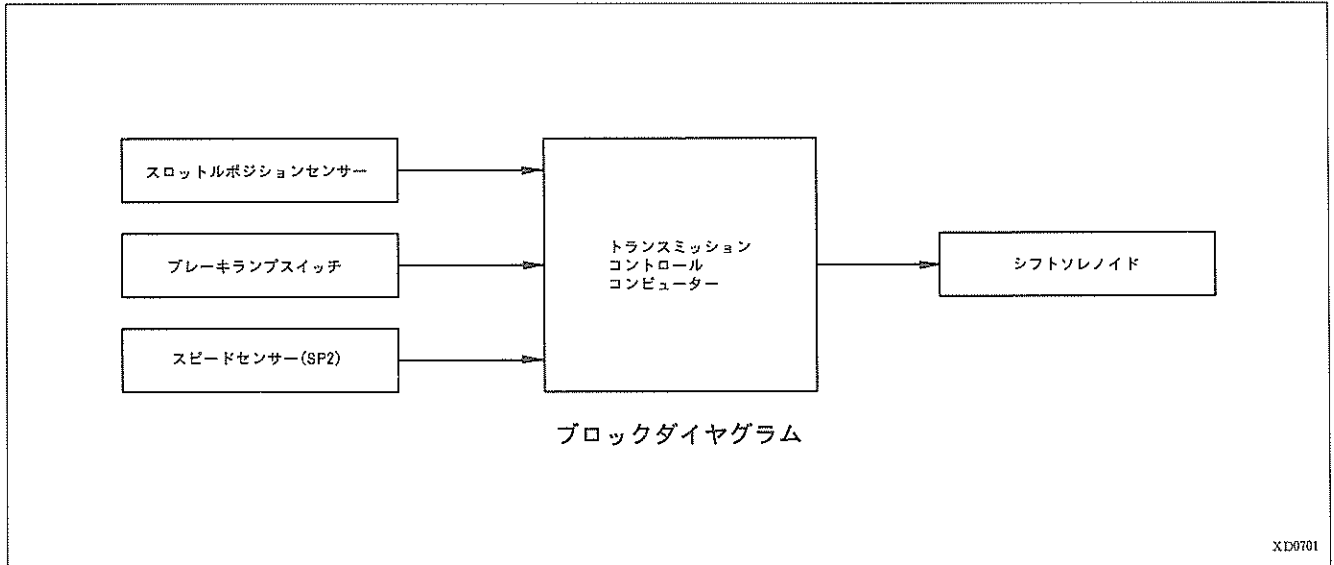 スロットルポジションセンサー
ブレーキランプスイッチ
スピードセンサー(SP2)
トランスミッション
コントロール
コンピューター
シフトソレノイド
ブロックダイヤグラム
XD0701